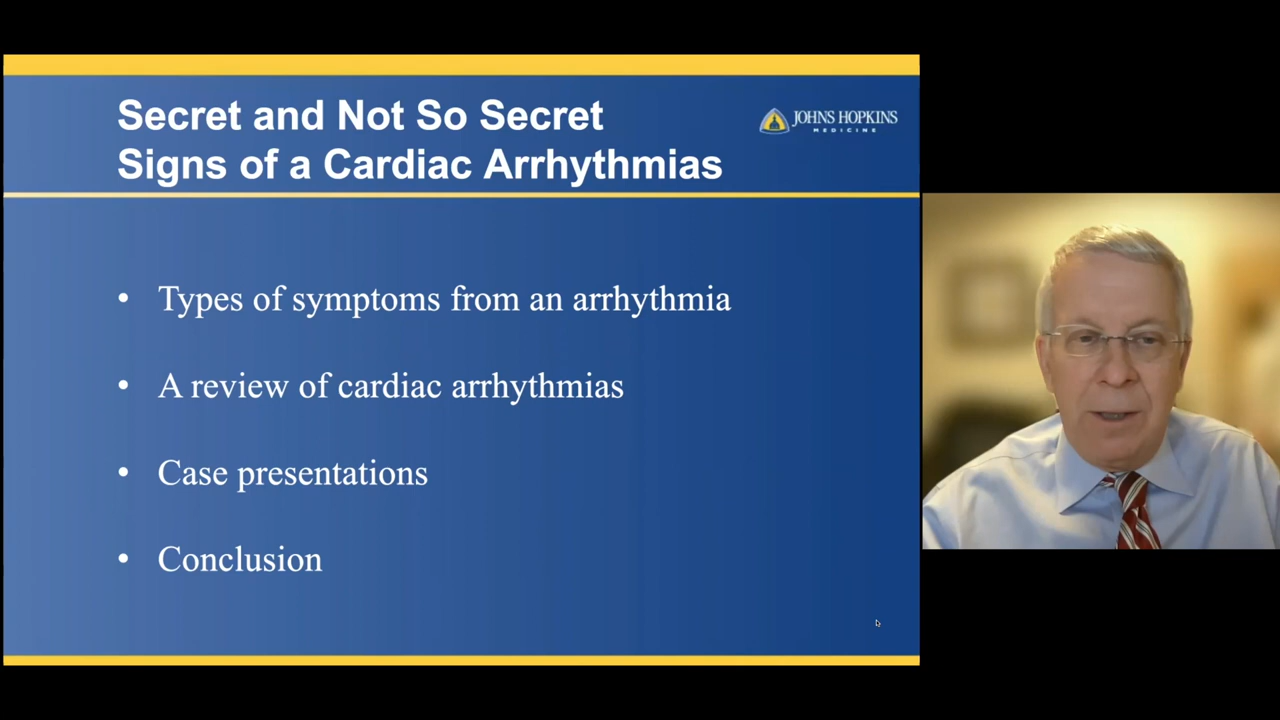 Secret and Not So Secret
Signs of a Cardiac Arrhythmias
JOHNS HOPKINS
MEDICINE
• Types of symptoms from an arrhythmia
• A review of cardiac arrhythmias
• Case presentations
• Conclusion